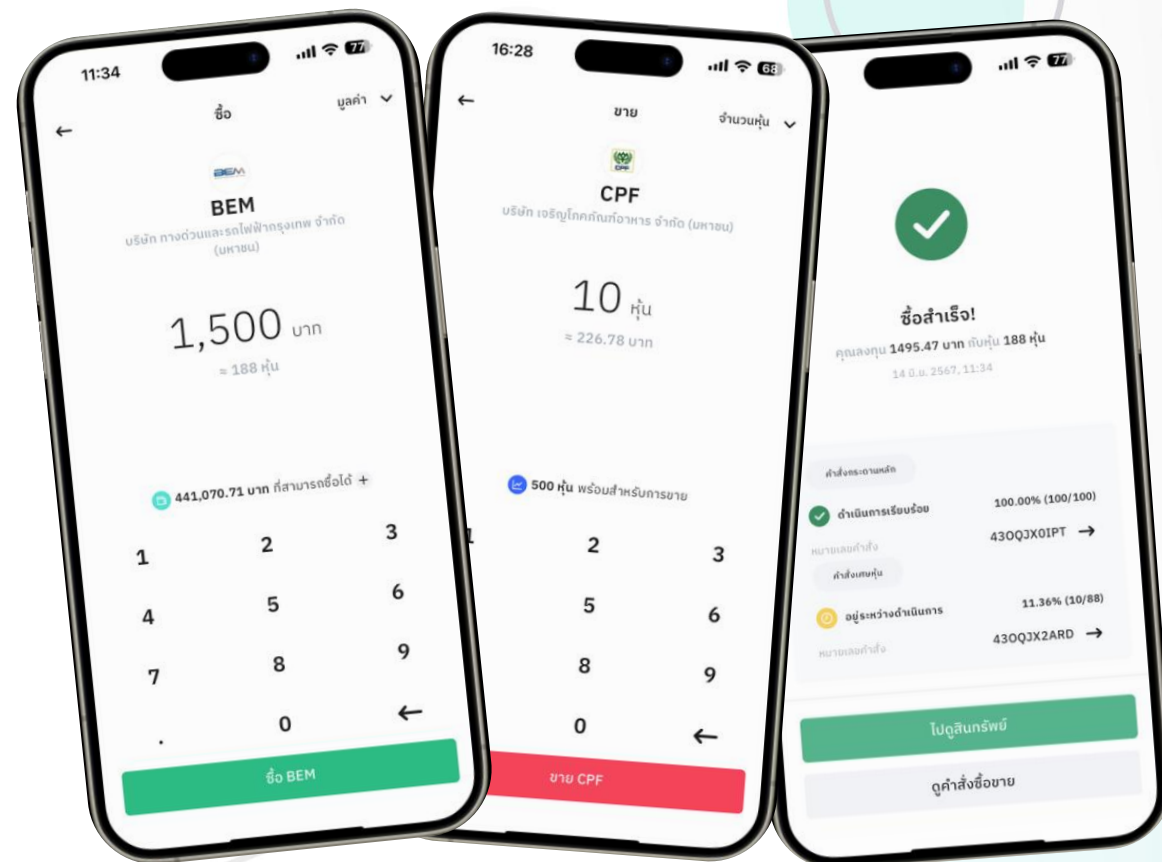 11:34
77
ซื้อ
มูลค่า
BEM
BEM
บริษัท ทางด่วนและรถไฟฟ้ากรุงเทพ จำกัด
(มหาชน)
1,500 บาท
≈ 188 หุ้น
441,070.71 บาท ที่สามารถซื้อได้ +
1 2 3
4 5 6
7 8 9
. 0
ซื้อ BEM
16:28
68
ขาย
จำนวนหุ้น
CPF
CPF
บริษัท เจริญโภคภัณฑ์อาหาร จำกัด (มหาชน)
10 หุ้น
≈ 226.78 บาท
500 หุ้น พร้อมสำหรับการขาย
1 2 3
5 6
8 9
0
ขาย CPF
77
ซื้อสำเร็จ!
คุณลงทุน 1495.47 บาท กับหุ้น 188 หุ้น
14 มิ.ย. 2567, 11:34
คำสั่งกระดานหลัก
ดำเนินการเรียบร้อย 100.00% (100/100)
หมายเลขคำสั่ง 43OQJX0IPT →
คำสั่งเศษหุ้น
อยู่ระหว่างดำเนินการ 11.36% (10/88)
หมายเลขคำสั่ง 43OQJX2ARD →
ไปดูสินทรัพย์
ดูคำสั่งซื้อขาย